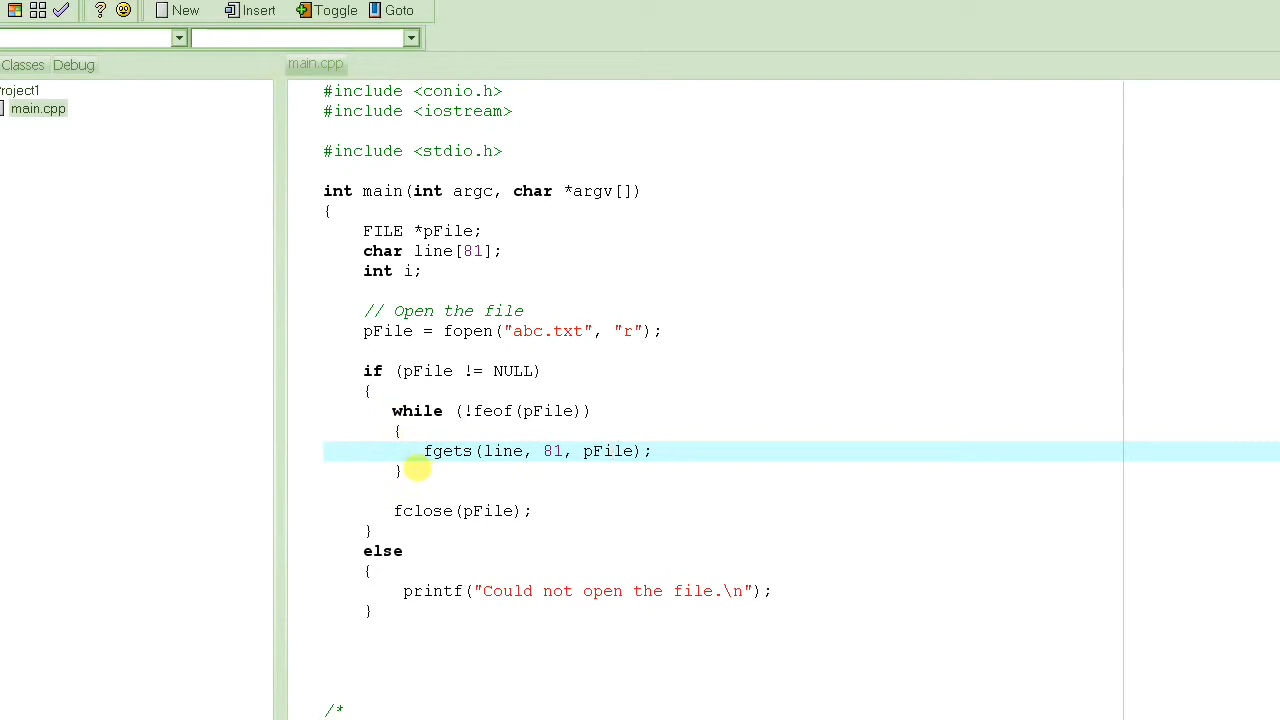 New Insert Toggle Goto
Classes Debug
main.cpp
roject1
main.cpp
#include <conio.h>
#include <iostream>
#include <stdio.h>
int main(int argc, char *argv[])
{
FILE *pFile;
char line[81];
int i;
// Open the file
pFile = fopen("abc.txt", "r");
if (pFile != NULL)
{
while (!feof(pFile))
{
fgets(line, 81, pFile);
}
fclose(pFile);
}
else
{
printf("Could not open the file.\n");
}
/*